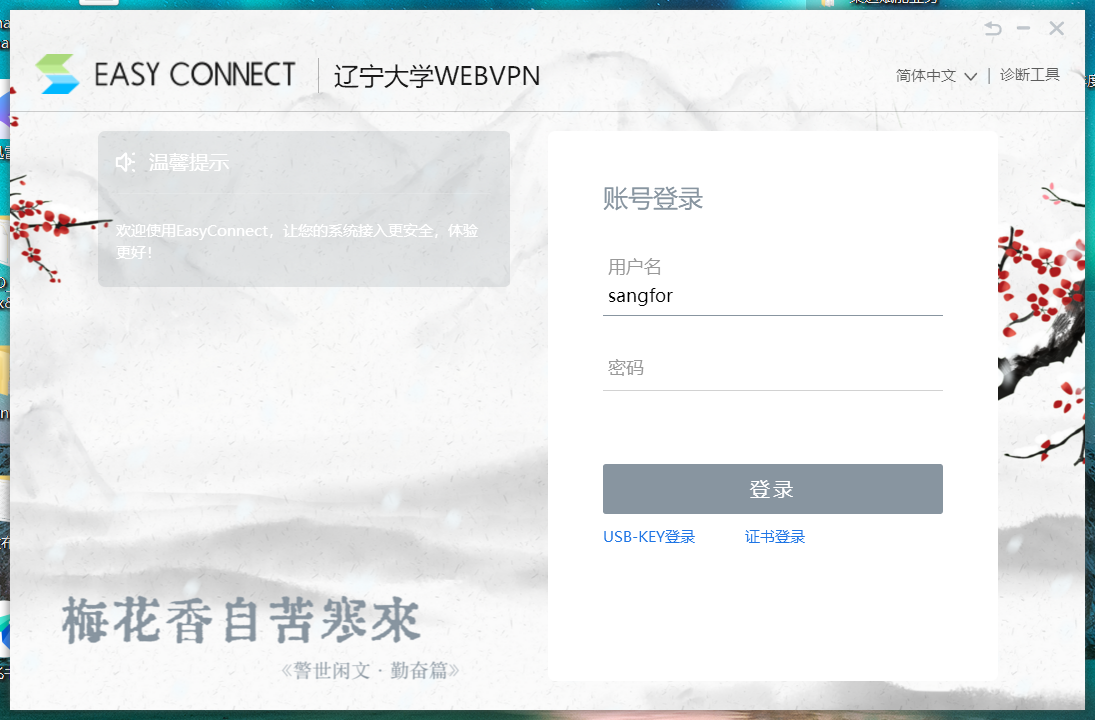 EASY CONNECT
辽宁大学WEBVPN
简体中文 | 诊断工具
温馨提示
欢迎使用EasyConnect，让您的系统接入更安全，体验
更好！
账号登录
用户名
sangfor
密码
登录
USB-KEY登录 证书登录
梅花香自苦寒來
《警世闲文·勤奋篇》